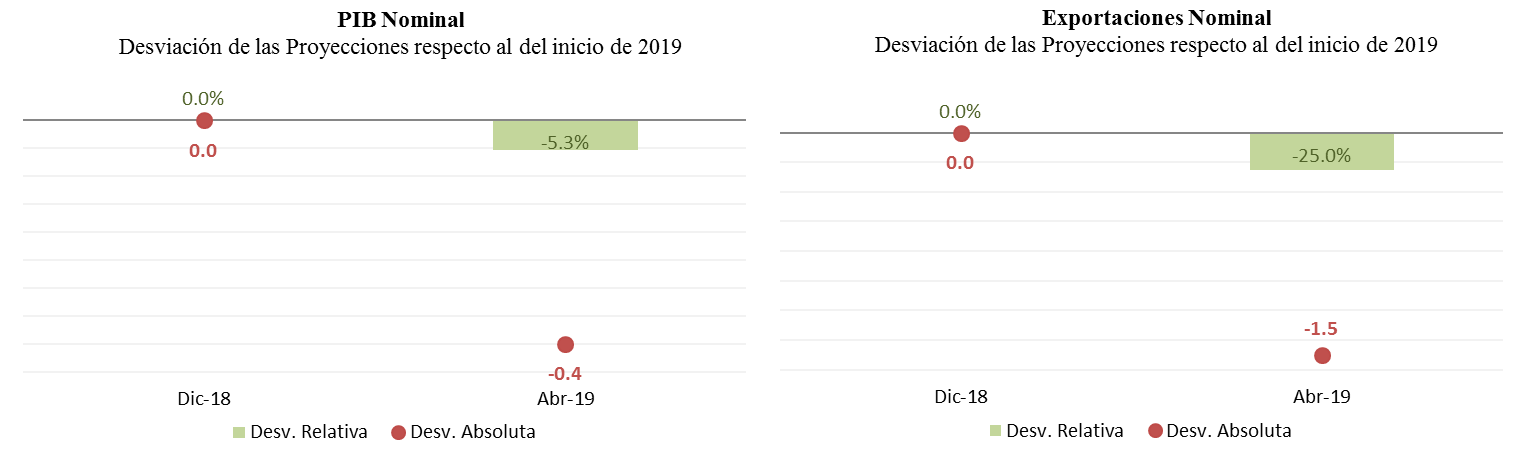 PIB Nominal
Desviación de las Proyecciones respecto al del inicio de 2019
0.0%
0.0
-5.3%
-0.4
Dic-18
Abr-19
Desv. Relativa
Desv. Absoluta
Exportaciones Nominal
Desviación de las Proyecciones respecto al del inicio de 2019
0.0%
0.0
-25.0%
-1.5
Dic-18
Abr-19
Desv. Relativa
Desv. Absoluta